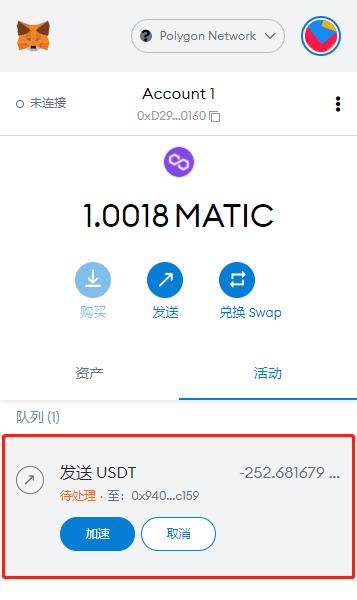 Polygon Network
未连接
Account 1
0xD29...0160
1.0018 MATIC
购买
发送
兑换 Swap
资产
活动
队列 (1)
发送 USDT
-252.681679 ...
待处理 · 至：0x940...c159
加速
取消